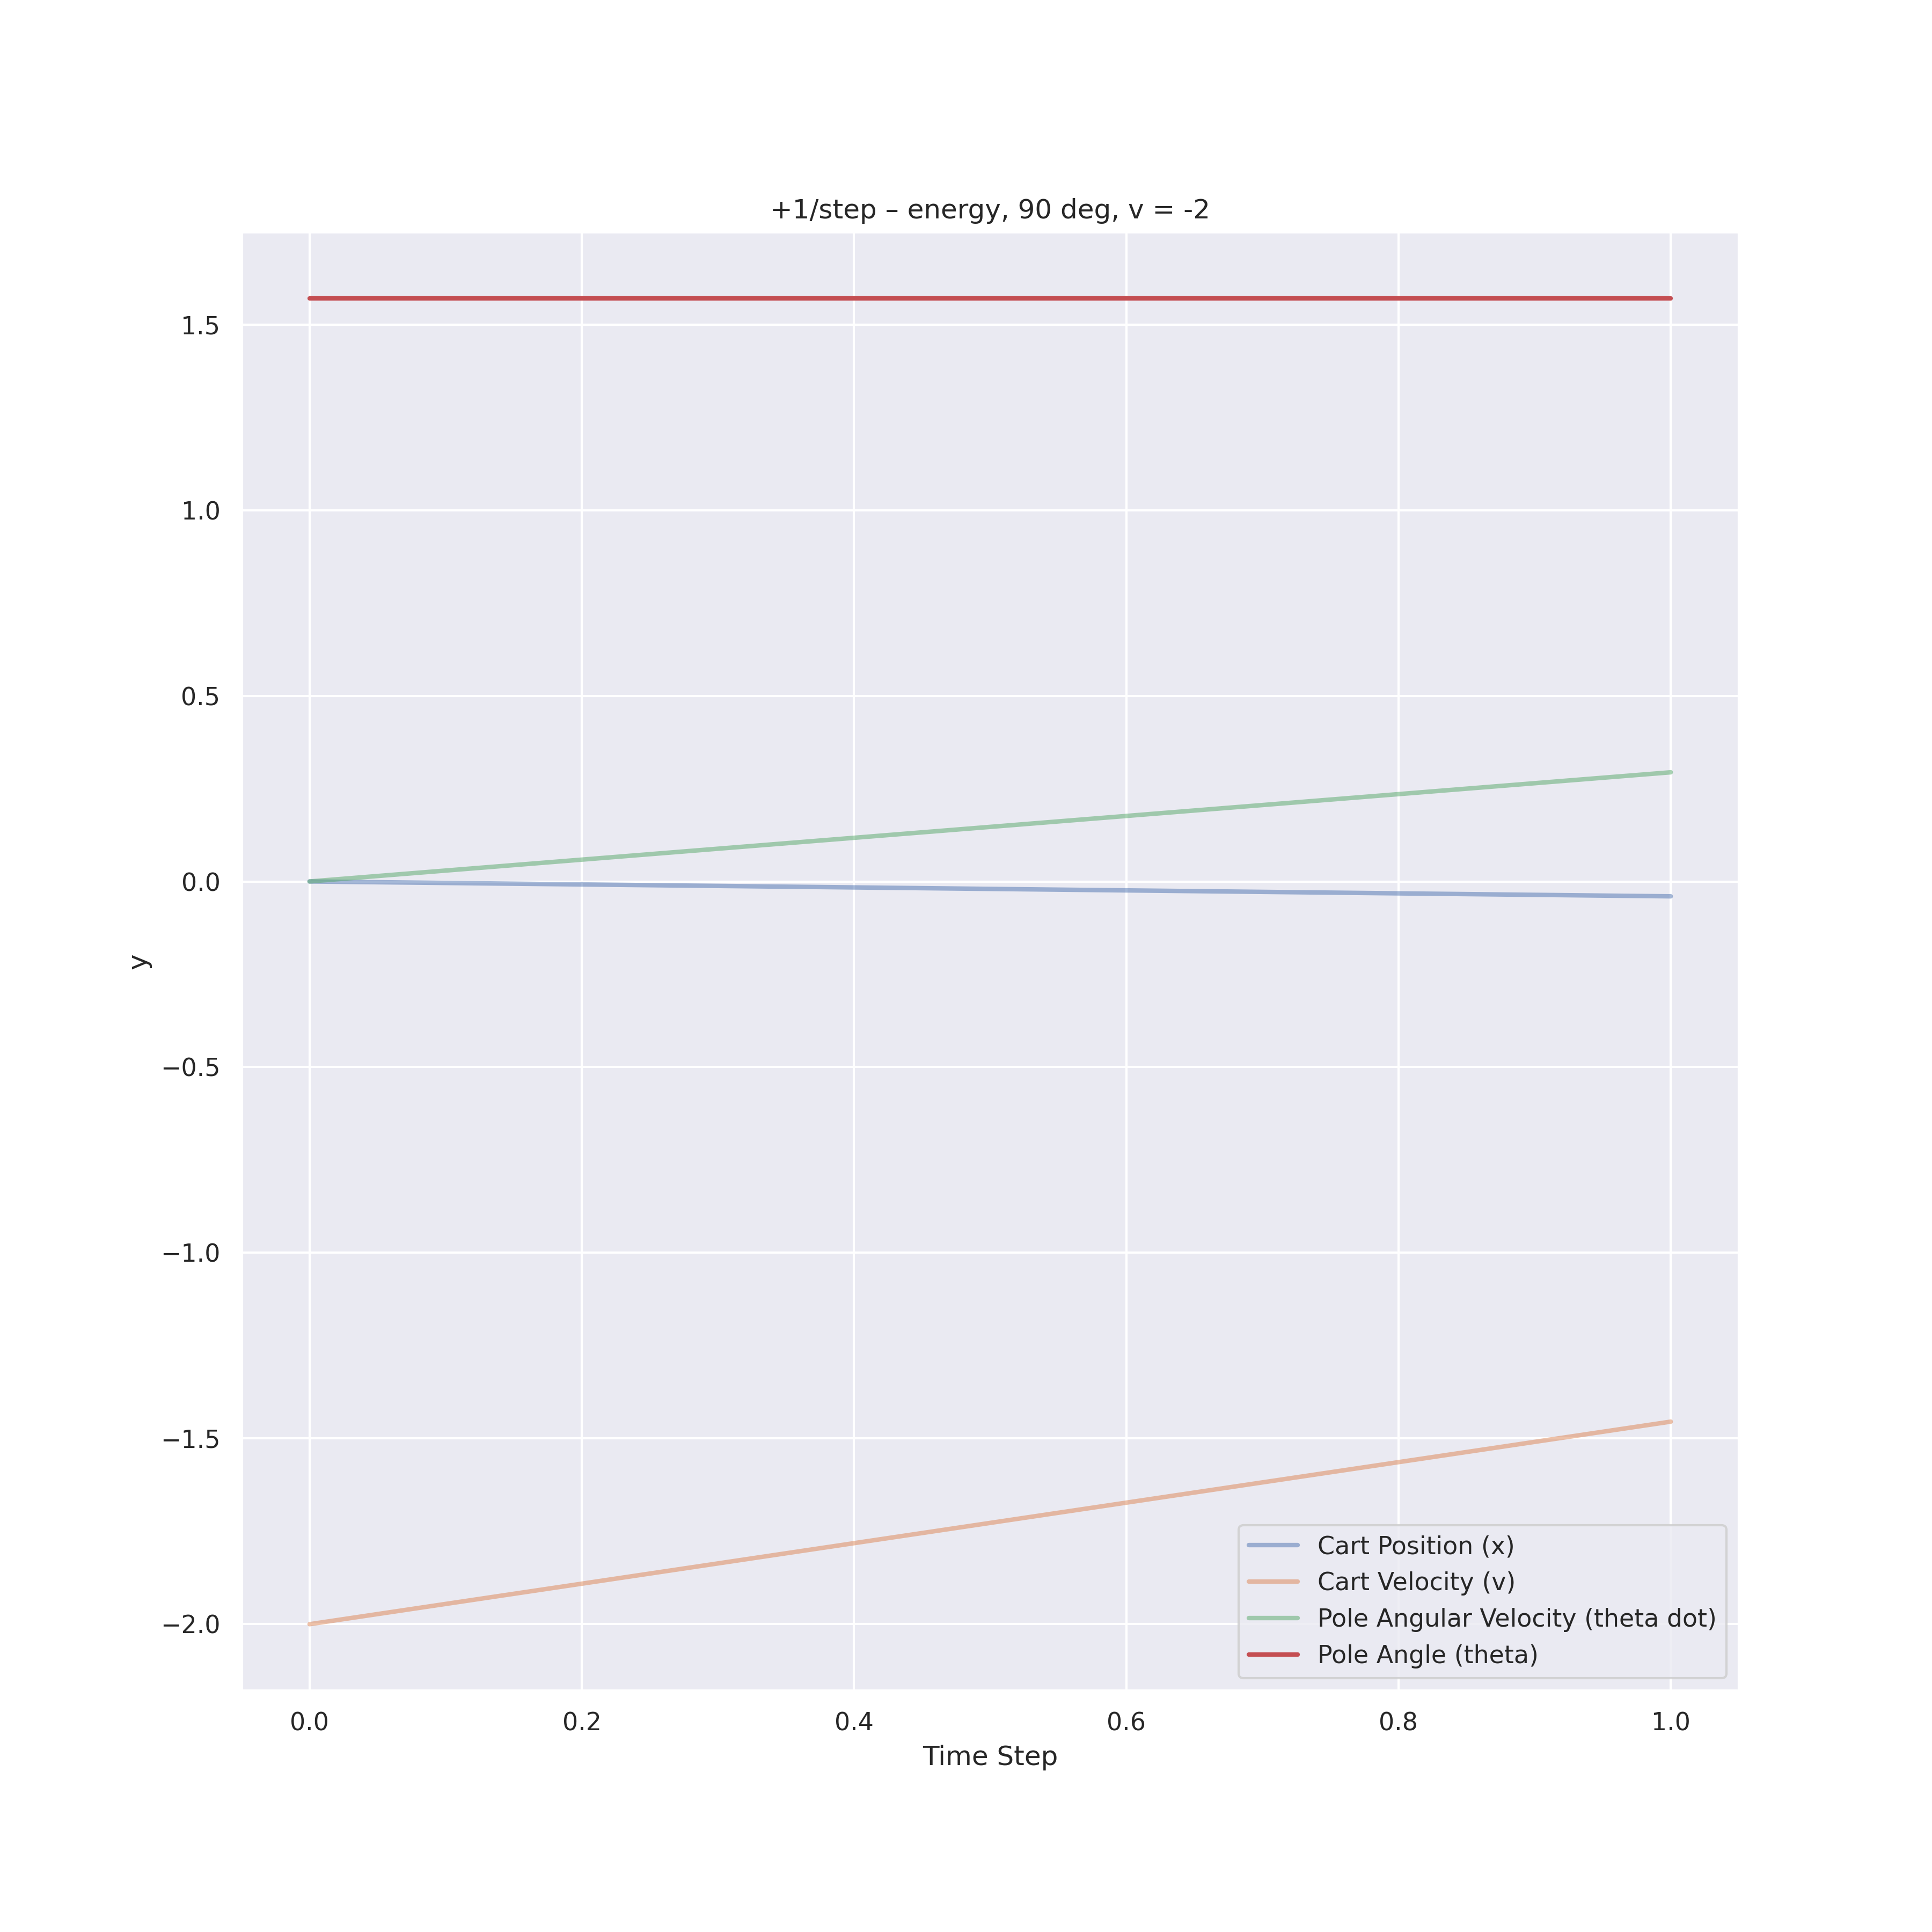 +1/step – energy, 90 deg, v = -2
1.5
1.0
0.5
0.0
−0.5
−1.0
−1.5
−2.0
y
0.0 0.2 0.4 0.6 0.8 1.0
Time Step
Cart Position (x)
Cart Velocity (v)
Pole Angular Velocity (theta dot)
Pole Angle (theta)